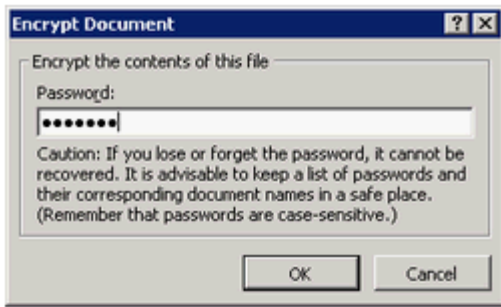 Encrypt Document
Encrypt the contents of this file
Password:
●●●●●●●
Caution: If you lose or forget the password, it cannot be
recovered. It is advisable to keep a list of passwords and
their corresponding document names in a safe place.
(Remember that passwords are case-sensitive.)
OK Cancel